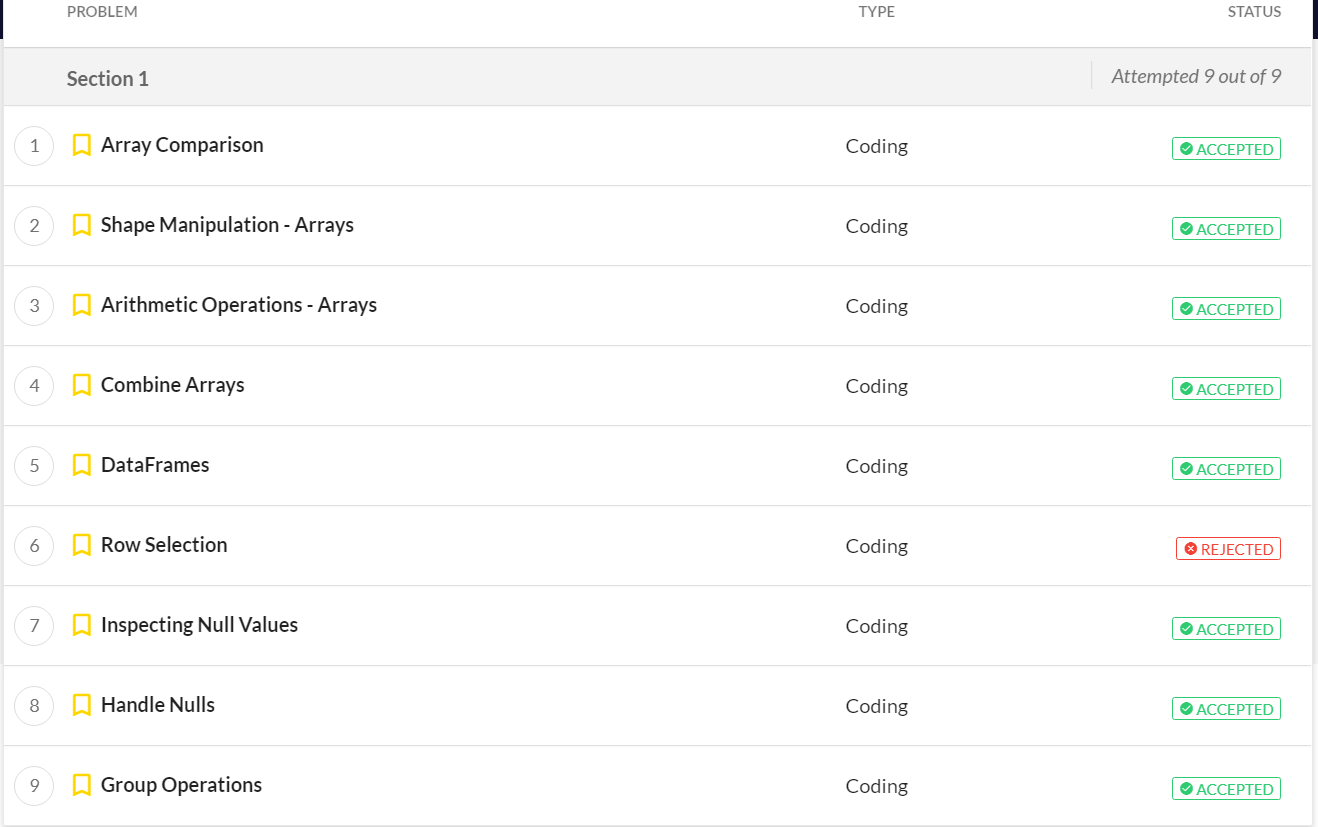 PROBLEM TYPE STATUS
Section 1 Attempted 9 out of 9
1 Array Comparison Coding ACCEPTED
2 Shape Manipulation - Arrays Coding ACCEPTED
3 Arithmetic Operations - Arrays Coding ACCEPTED
4 Combine Arrays Coding ACCEPTED
5 DataFrames Coding ACCEPTED
6 Row Selection Coding REJECTED
7 Inspecting Null Values Coding ACCEPTED
8 Handle Nulls Coding ACCEPTED
9 Group Operations Coding ACCEPTED